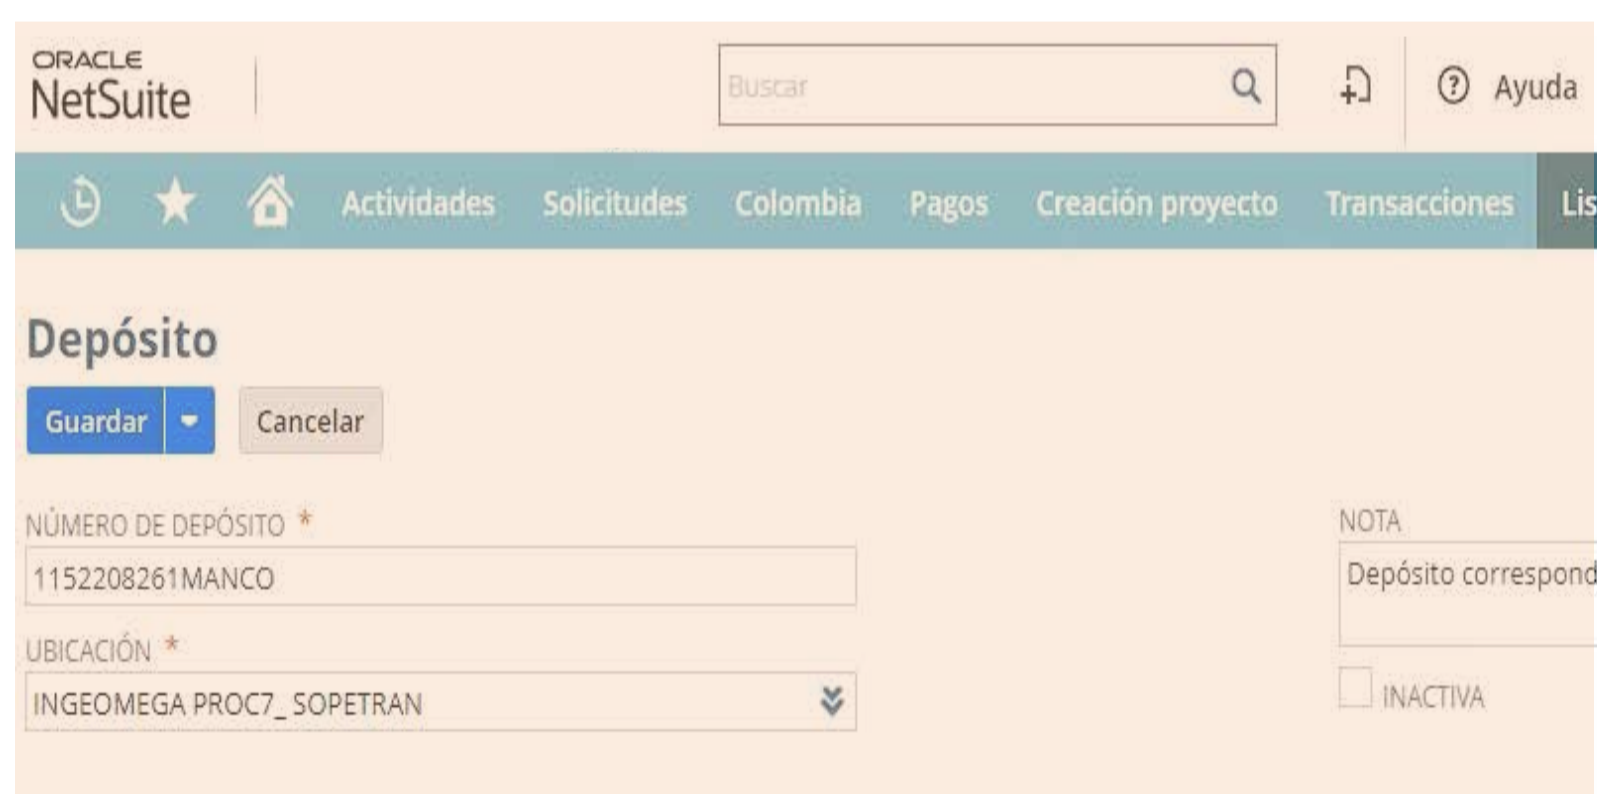 ORACLE
NetSuite
Buscar
Ayuda
Actividades Solicitudes Colombia Pagos Creación proyecto Transacciones Lis
Depósito
Guardar Cancelar
NÚMERO DE DEPÓSITO *
1152208261MANCO
UBICACIÓN *
INGEOMEGA PROC7_ SOPETRAN
NOTA
Depósito correspond
INACTIVA